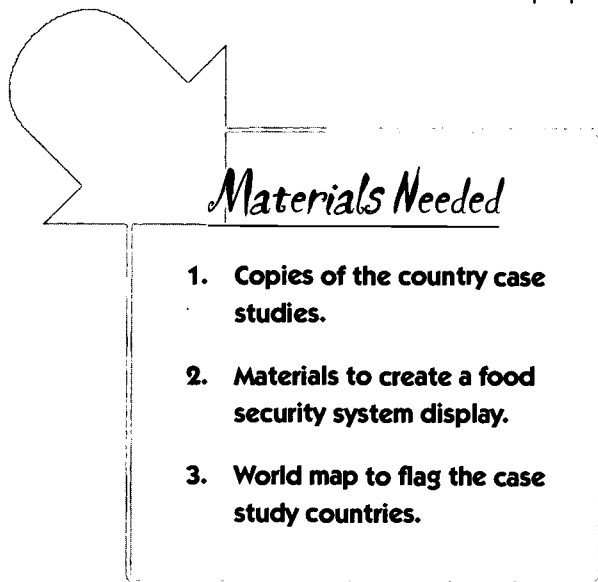 Materials Needed
1. Copies of the country case
studies.
2. Materials to create a food
security system display.
3. World map to flag the case
study countries.